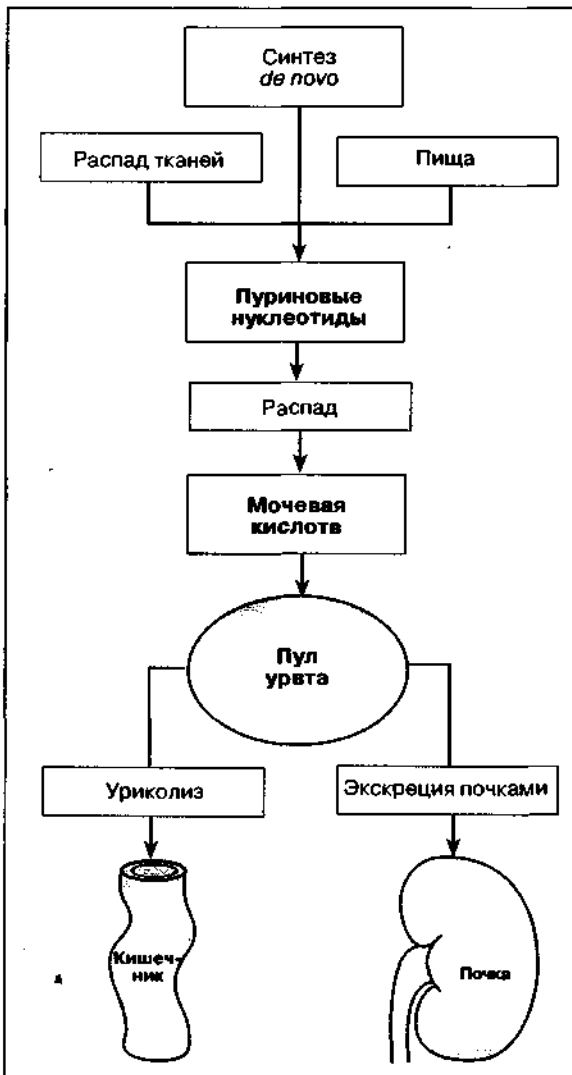 Синтез
de novo
Распад тканей
Пища
Пуриновые
нуклеотиды
Распад
Мочевая
кислотв
Пул
урвта
Уриколиз
Экскреция почками
Кишеч-
ник
Почка